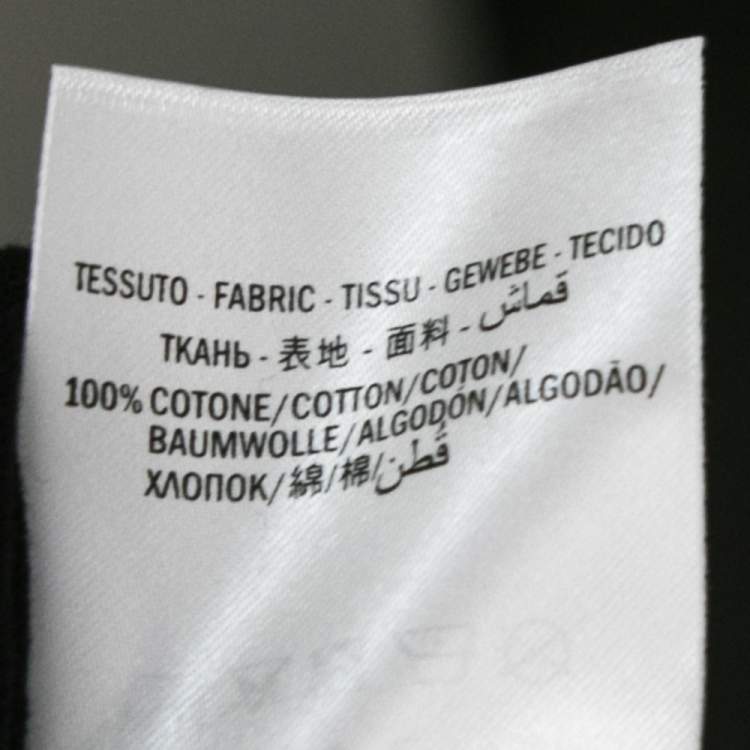 TESSUTO - FABRIC - TISSU - GEWEBE - TECIDO
ТКАНЬ - 表地 - 面料 - قماش
100% COTONE/COTTON/COTON/
BAUMWOLLE/ALGODÓN/ALGODÃO/
ХЛОПОК/綿/棉/قُطن